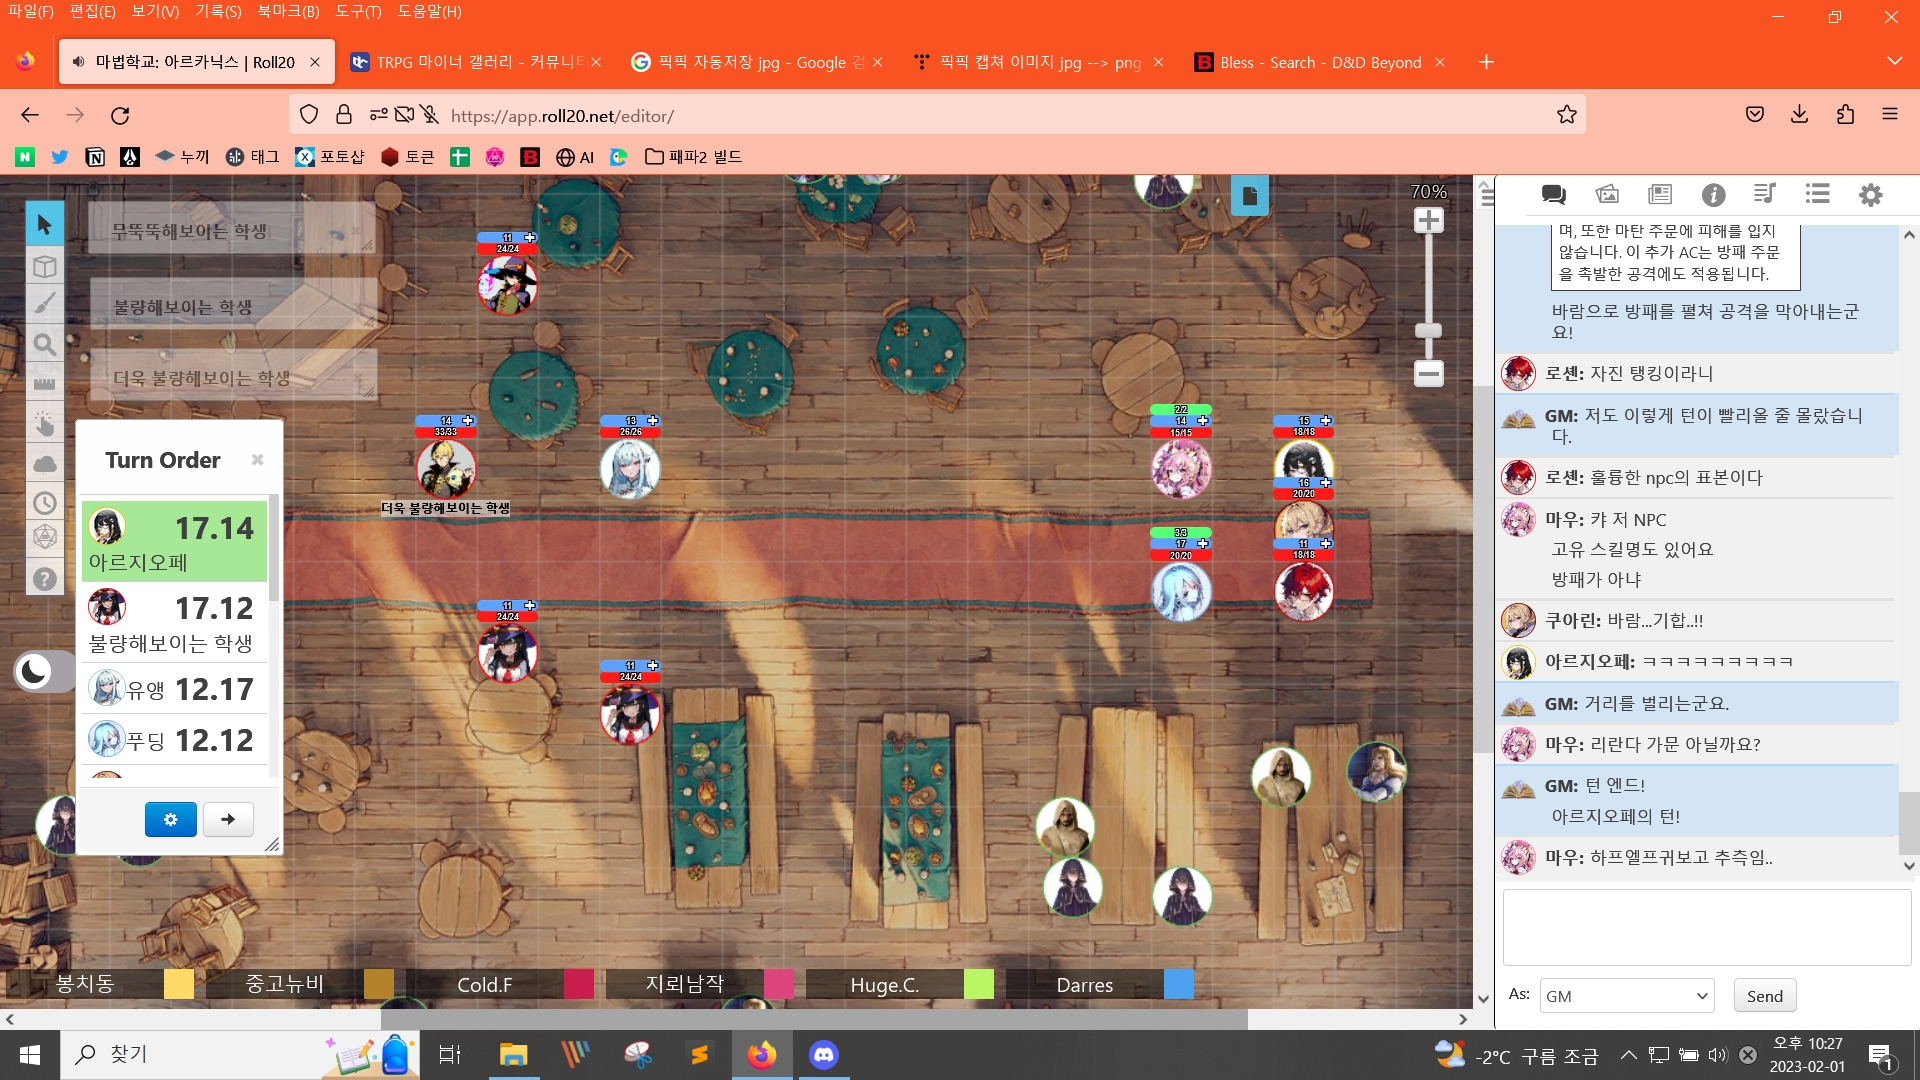 파일(F) 편집(E) 보기(V) 기록(S) 북마크(B) 도구(T) 도움말(H)
마법학교: 아르카닉스 | Roll20
TRPG 마이너 갤러리 - 커뮤니티
픽픽 자동저장 jpg - Google 검
픽픽 캡쳐 이미지 jpg --> png
Bless - Search - D&D Beyond
https://app.roll20.net/editor/
누끼 태그 포토샵 토큰 AI 패파2 빌드
70%
무뚝뚝해보이는 학생
불량해보이는 학생
더욱 불량해보이는 학생
11
24/24
14
33/33
더욱 불량해보이는 학생
13
26/26
2/2
14
15/15
15
18/18
16
20/20
3/3
17
20/20
11
18/18
11
24/24
11
24/24
Turn Order
17.14
아르지오페
17.12
불량해보이는 학생
유앵 12.17
푸딩 12.12
봉치동
중고뉴비
Cold.F
지뢰남작
Huge.C.
Darres
며, 또한 마탄 주문에 피해를 입지
않습니다. 이 추가 AC는 방패 주문
을 촉발한 공격에도 적용됩니다.
바람으로 방패를 펼쳐 공격을 막아내는군
요!
로센: 자진 탱킹이라니
GM: 저도 이렇게 턴이 빨리올 줄 몰랐습니
다.
로센: 훌륭한 npc의 표본이다
마우: 캬 저 NPC
고유 스킬명도 있어요
방패가 아냐
쿠아린: 바람...기합..!!
아르지오페: ㅋㅋㅋㅋㅋㅋㅋㅋㅋ
GM: 거리를 벌리는군요.
마우: 리란다 가문 아닐까요?
GM: 턴 엔드!
아르지오페의 턴!
마우: 하프엘프귀보고 추측임..
As: GM Send
찾기
-2°C 구름 조금
오후 10:27
2023-02-01
1